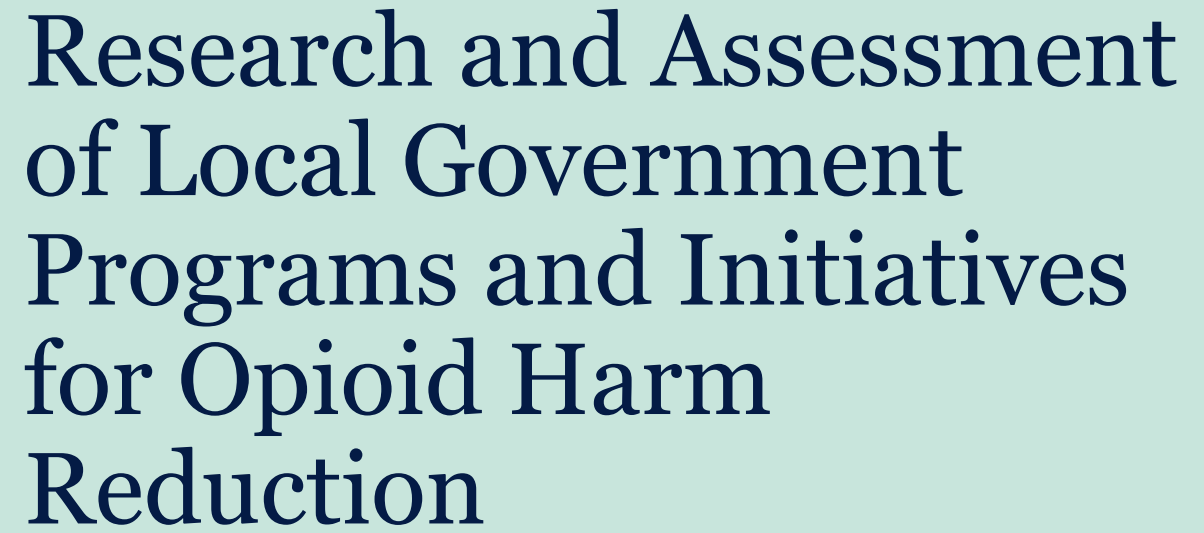 Research and Assessment
of Local Government
Programs and Initiatives
for Opioid Harm
Reduction